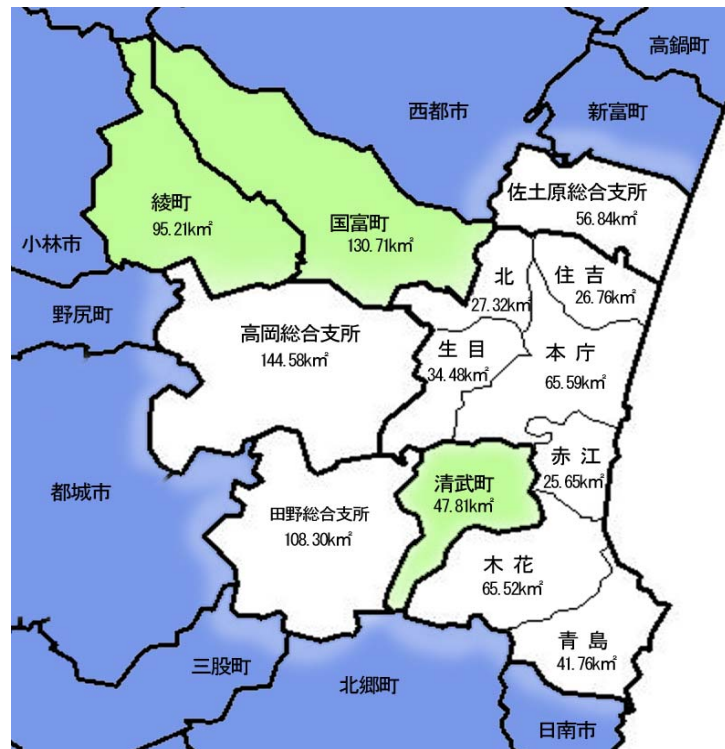 高鍋町
西都市
新富町
佐土原総合支所
56.84k㎡
綾町
95.21k㎡
国富町
130.71k㎡
小林市
北
27.32k㎡
住吉
26.76k㎡
野尻町
高岡総合支所
144.58k㎡
生目
34.48k㎡
本庁
65.59k㎡
赤江
25.65k㎡
都城市
清武町
47.81k㎡
田野総合支所
108.30k㎡
木花
65.52k㎡
青島
41.76k㎡
三股町
北郷町
日南市